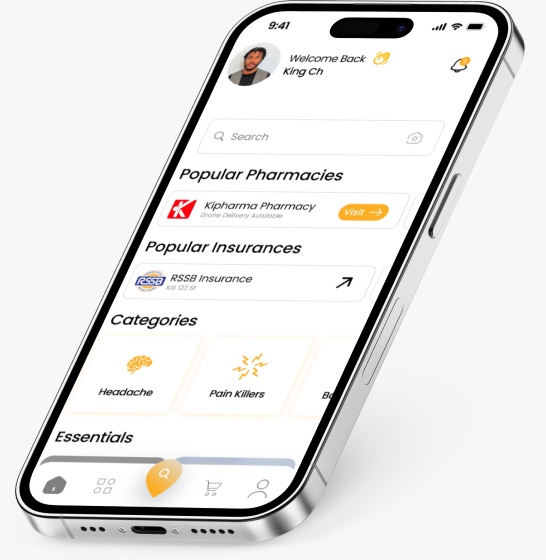 9:41
Welcome Back
King Ch
Search
Popular Pharmacies
K
Kipharma Pharmacy
Drone Delivery Available
Visit
Popular Insurances
RSSB
RSSB Insurance
KG 123 St
Categories
Headache
Pain Killers
Bo
Essentials